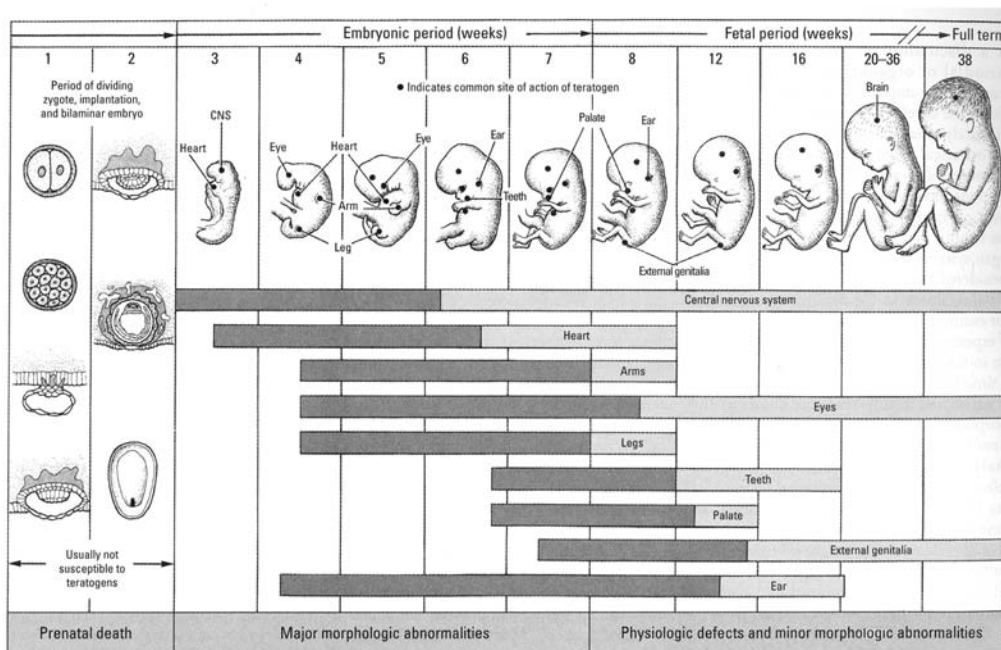 Embryonic period (weeks)
Fetal period (weeks)
Full term
1
2
3
4
5
6
7
8
12
16
20–36
38
Period of dividing
zygote, implantation,
and bilaminar embryo
• Indicates common site of action of teratogen
CNS
Heart
Eye
Heart
Arm
Leg
Eye
Ear
Teeth
Palate
Ear
External genitalia
Brain
Central nervous system
Heart
Arms
Eyes
Legs
Teeth
Palate
External genitalia
Ear
Usually not
susceptible to
teratogens
Prenatal death
Major morphologic abnormalities
Physiologic defects and minor morphologic abnormalities